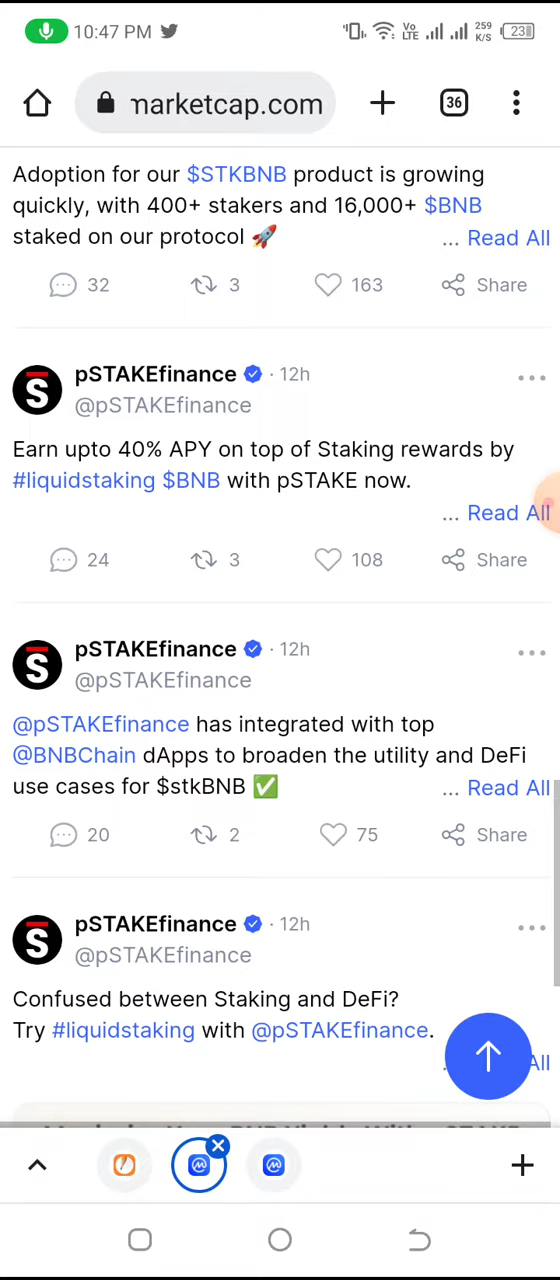 10:47 PM
Vo
LTE
259
K/S
23
marketcap.com
36
Adoption for our $STKBNB product is growing
quickly, with 400+ stakers and 16,000+ $BNB
staked on our protocol 🚀 ... Read All
32 3 163 Share
pSTAKEfinance · 12h
@pSTAKEfinance
Earn upto 40% APY on top of Staking rewards by
#liquidstaking $BNB with pSTAKE now.
... Read All
24 3 108 Share
pSTAKEfinance · 12h
@pSTAKEfinance
@pSTAKEfinance has integrated with top
@BNBChain dApps to broaden the utility and DeFi
use cases for $stkBNB ✅ ... Read All
20 2 75 Share
pSTAKEfinance · 12h
@pSTAKEfinance
Confused between Staking and DeFi?
Try #liquidstaking with @pSTAKEfinance.
All